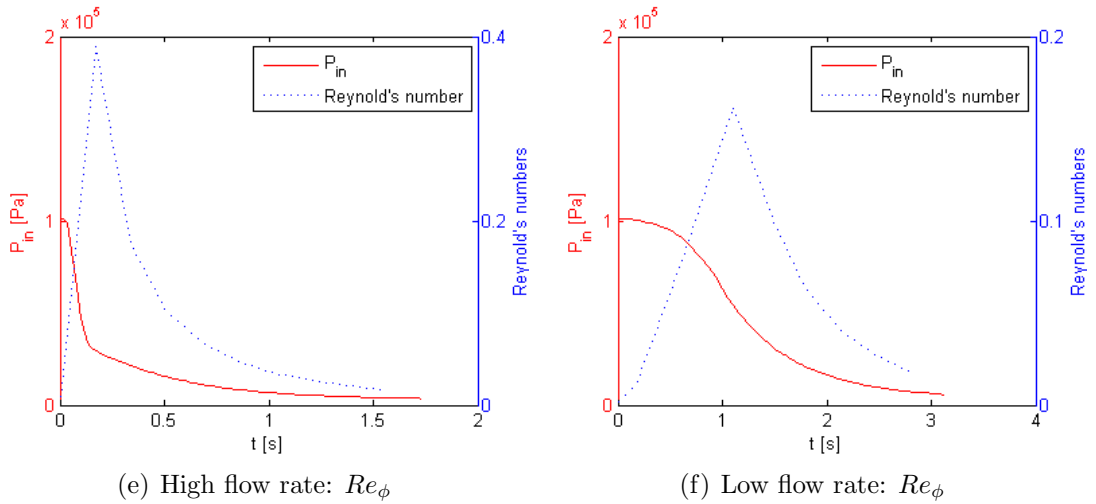 x 10^5
2
1
0
P_in [Pa]
0.4
0.2
0
Reynold's numbers
P_in
Reynold's number
0 0.5 1 1.5 2
t [s]
(e) High flow rate: Re_ϕ
x 10^5
2
1
0
P_in [Pa]
0.2
0.1
0
Reynold's numbers
P_in
Reynold's number
0 1 2 3 4
t [s]
(f) Low flow rate: Re_ϕ